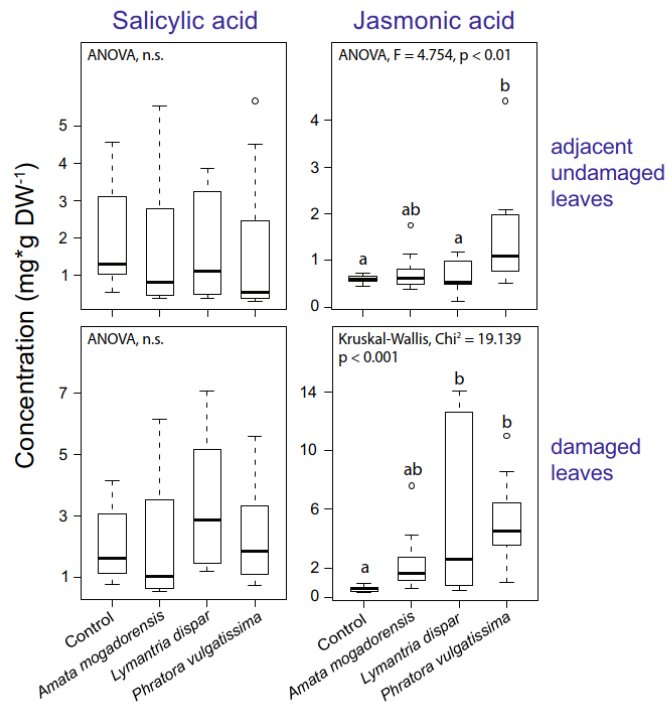 Salicylic acid
Jasmonic acid
ANOVA, n.s.
ANOVA, F = 4.754, p < 0.01
5
4
3
2
1
4
3
2
1
0
a
ab
a
b
adjacent
undamaged
leaves
Concentration (mg*g DW⁻¹)
ANOVA, n.s.
Kruskal-Wallis, Chi² = 19.139
p < 0.001
7
5
3
1
14
10
6
2
0
a
ab
b
b
damaged
leaves
Control
Amata mogadorensis
Lymantria dispar
Phratora vulgatissima
Control
Amata mogadorensis
Lymantria dispar
Phratora vulgatissima